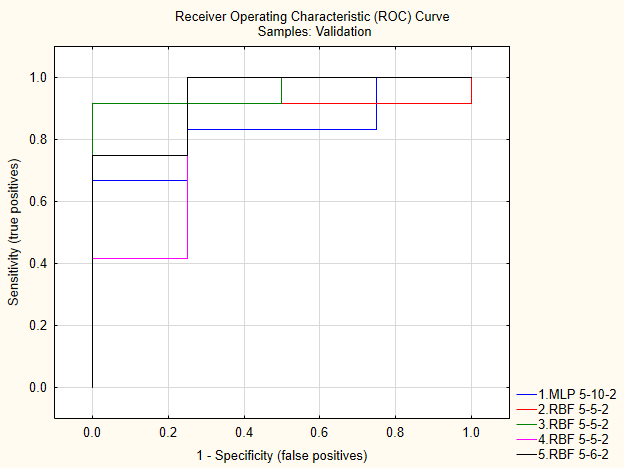 Receiver Operating Characteristic (ROC) Curve
Samples: Validation
1.0
0.8
0.6
0.4
0.2
0.0
Sensitivity (true positives)
0.0 0.2 0.4 0.6 0.8 1.0
1 - Specificity (false positives)
1.MLP 5-10-2
2.RBF 5-5-2
3.RBF 5-5-2
4.RBF 5-5-2
5.RBF 5-6-2